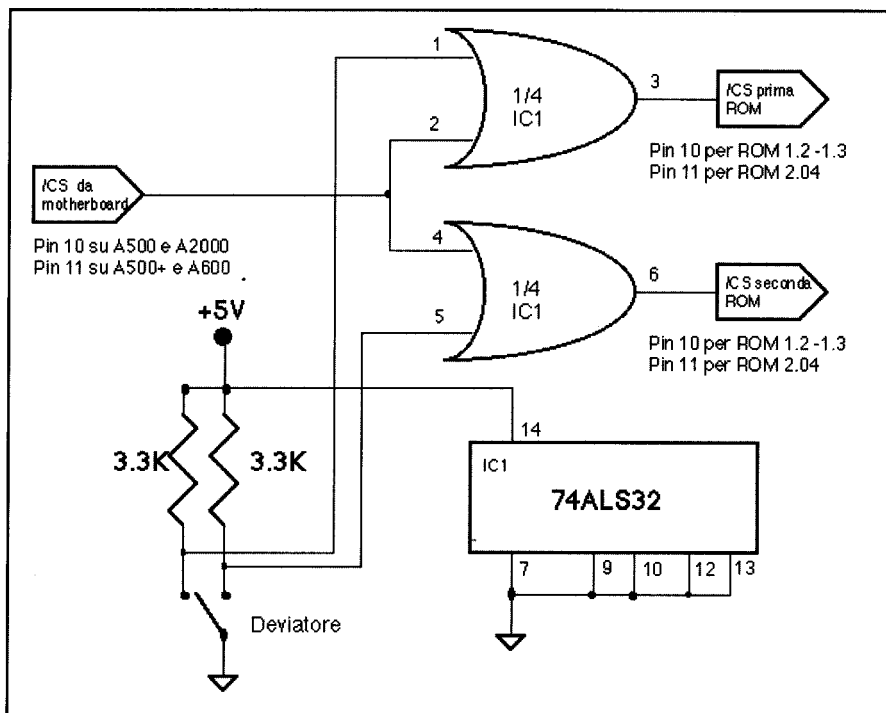 1
2
1/4
IC1
3
/CS prima
ROM
Pin 10 per ROM 1.2 -1.3
Pin 11 per ROM 2.04
/CS da
motherboard
Pin 10 su A500 e A2000
Pin 11 su A500+ e A600
4
5
1/4
IC1
6
/CS seconda
ROM
Pin 10 per ROM 1.2 -1.3
Pin 11 per ROM 2.04
+5V
3.3K
3.3K
14
IC1
74ALS32
7
9
10
12
13
Deviatore